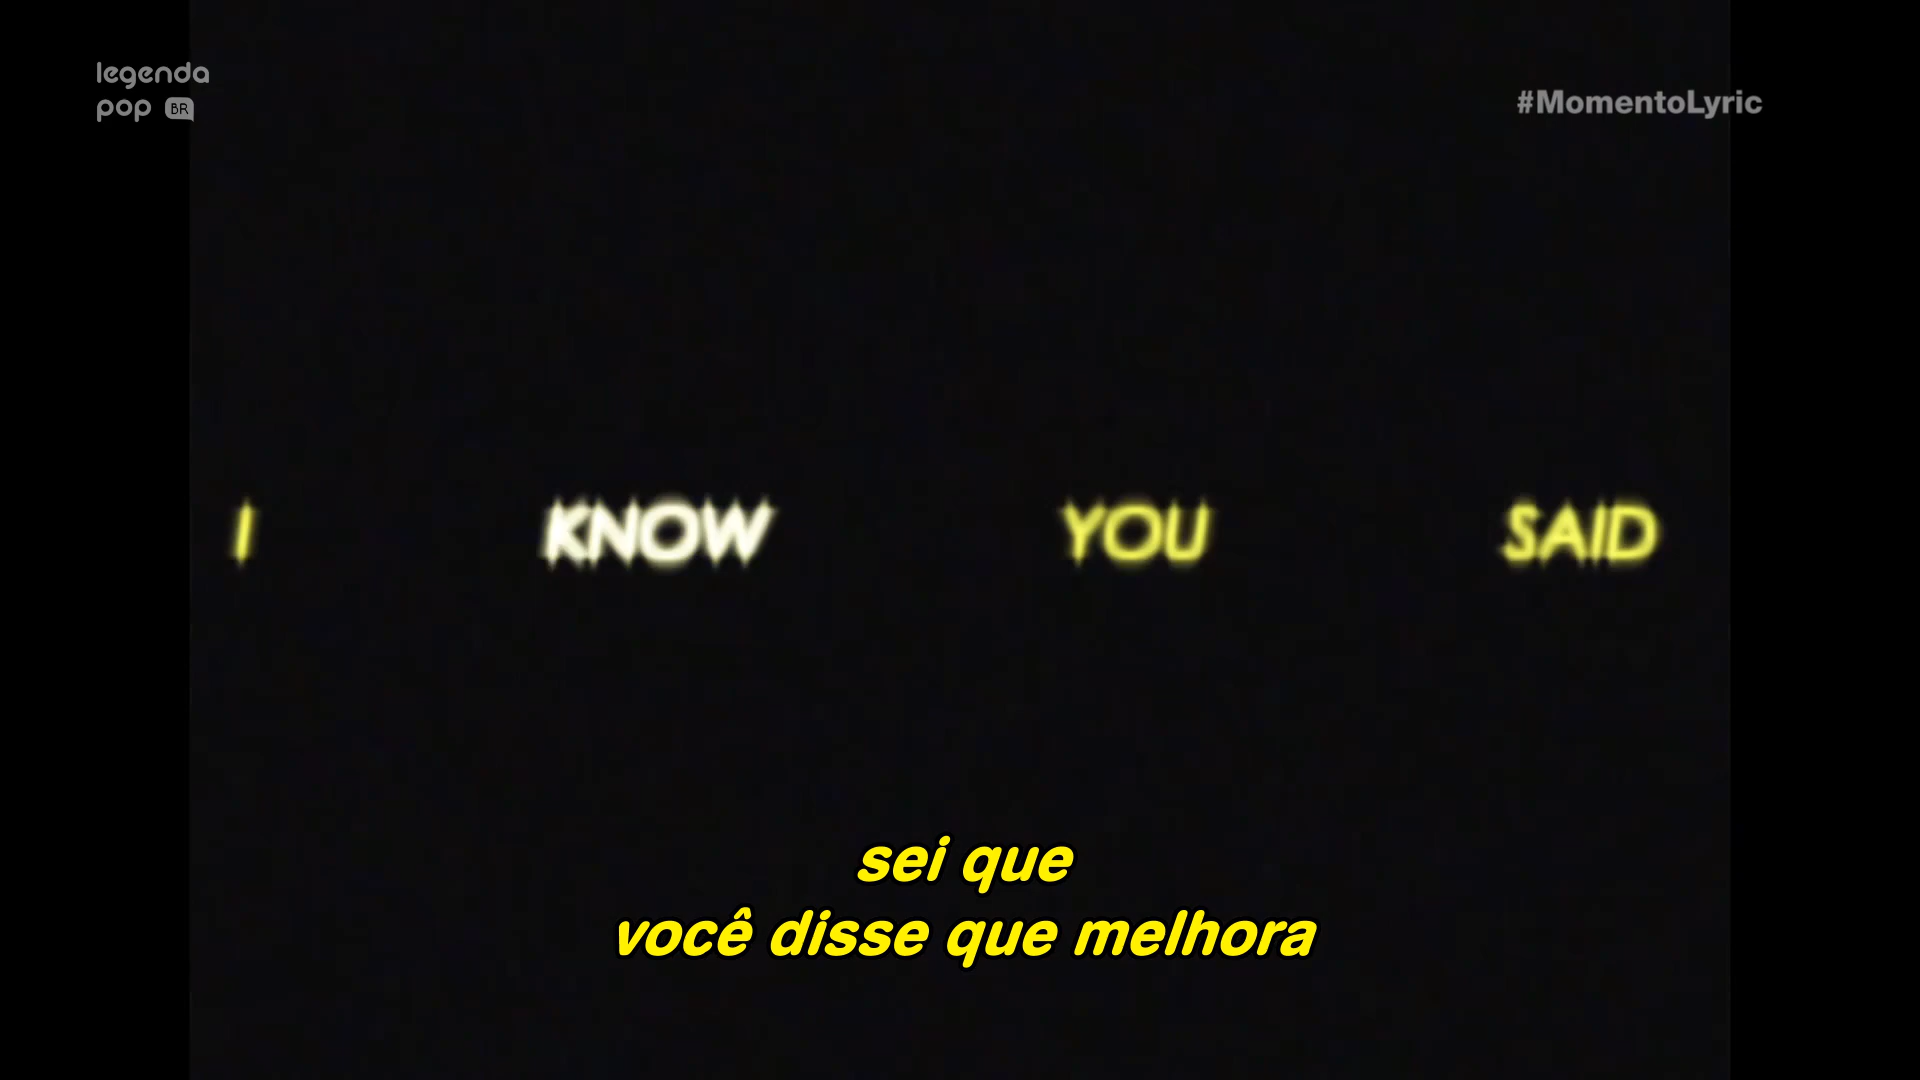 legenda
pop BR
#MomentoLyric
I KNOW YOU SAID
sei que
você disse que melhora